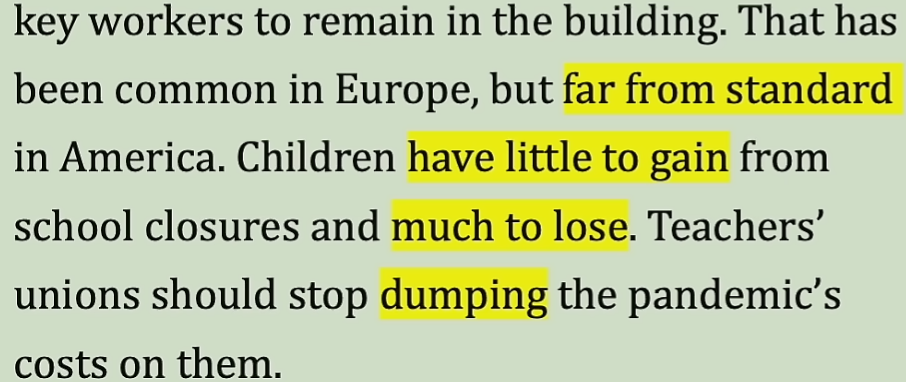 key workers to remain in the building. That has
been common in Europe, but far from standard
in America. Children have little to gain from
school closures and much to lose. Teachers’
unions should stop dumping the pandemic’s
costs on them.